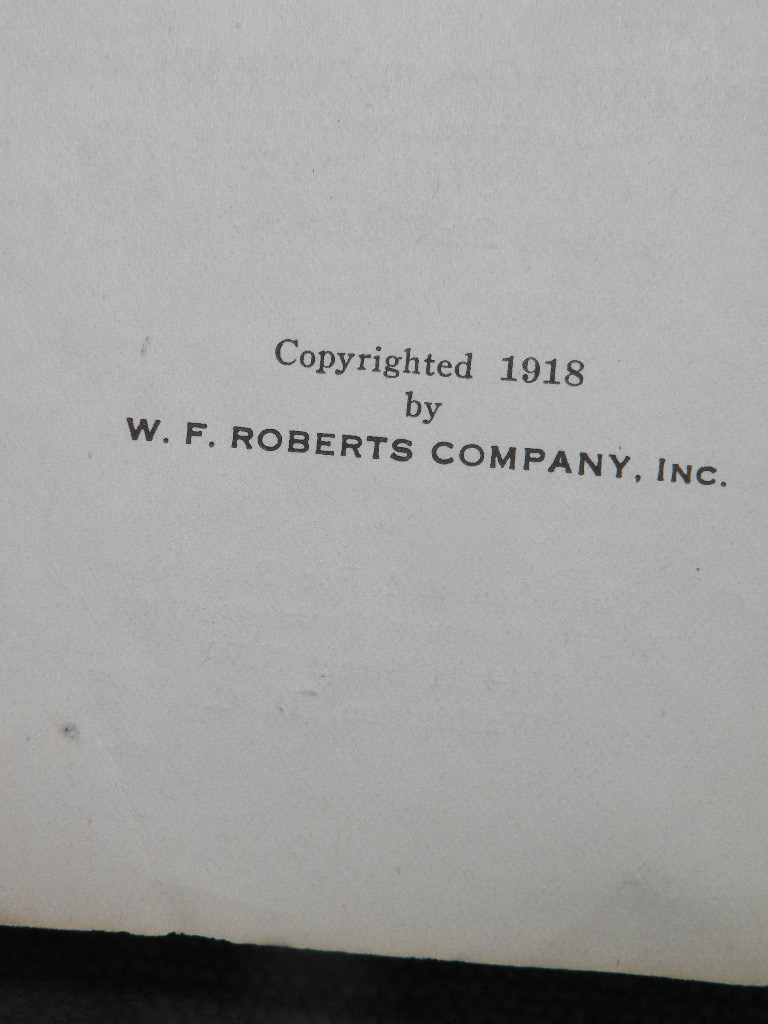 Copyrighted 1918
by
W. F. ROBERTS COMPANY, INC.